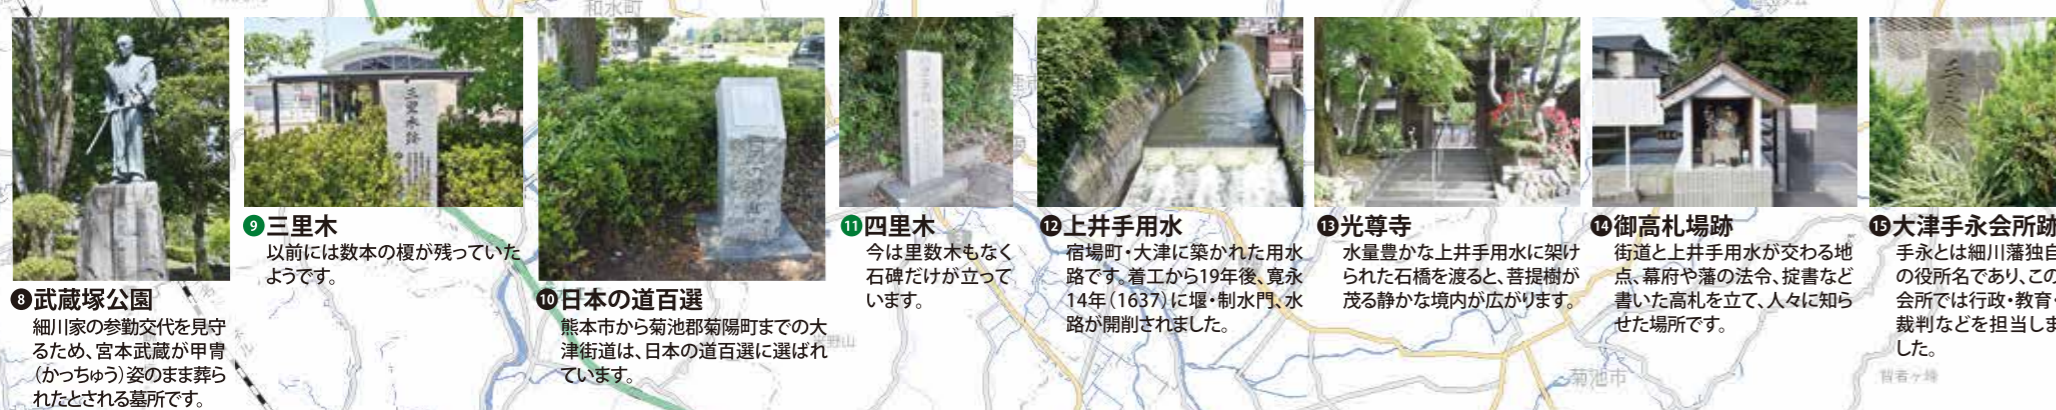 和水町
⑧武蔵塚公園
細川家の参勤交代を見守
るため、宮本武蔵が甲冑
（かっちゅう）姿のまま葬ら
れたとされる墓所です。
三里木跡
⑨三里木
以前には数本の榎が残っていた
ようです。
⑩日本の道百選
熊本市から菊池郡菊陽町までの大
津街道は、日本の道百選に選ばれ
ています。
⑪四里木
今は里数木もなく
石碑だけが立って
います。
⑫上井手用水
宿場町・大津に築かれた用水
路です。着工から19年後、寛永
14年（1637）に堰・制水門、水
路が開削されました。
⑬光尊寺
水量豊かな上井手用水に架け
られた石橋を渡ると、菩提樹が
茂る静かな境内が広がります。
⑭御高札場跡
街道と上井手用水が交わる地
点、幕府や藩の法令、掟書など
書いた高札を立て、人々に知ら
せた場所です。
⑮大津手永会所跡
手永とは細川藩独自
の役所名であり、この
会所では行政・教育・
裁判などを担当しま
した。
菊池市